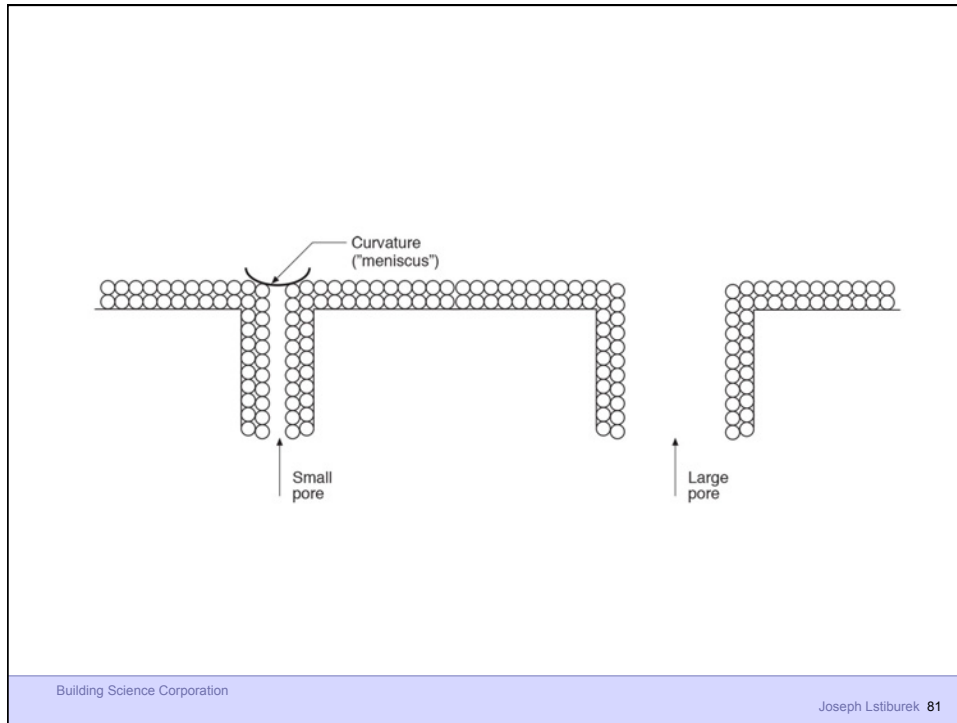 Curvature
("meniscus")
Small
pore
Large
pore
Building Science Corporation
Joseph Lstiburek 81